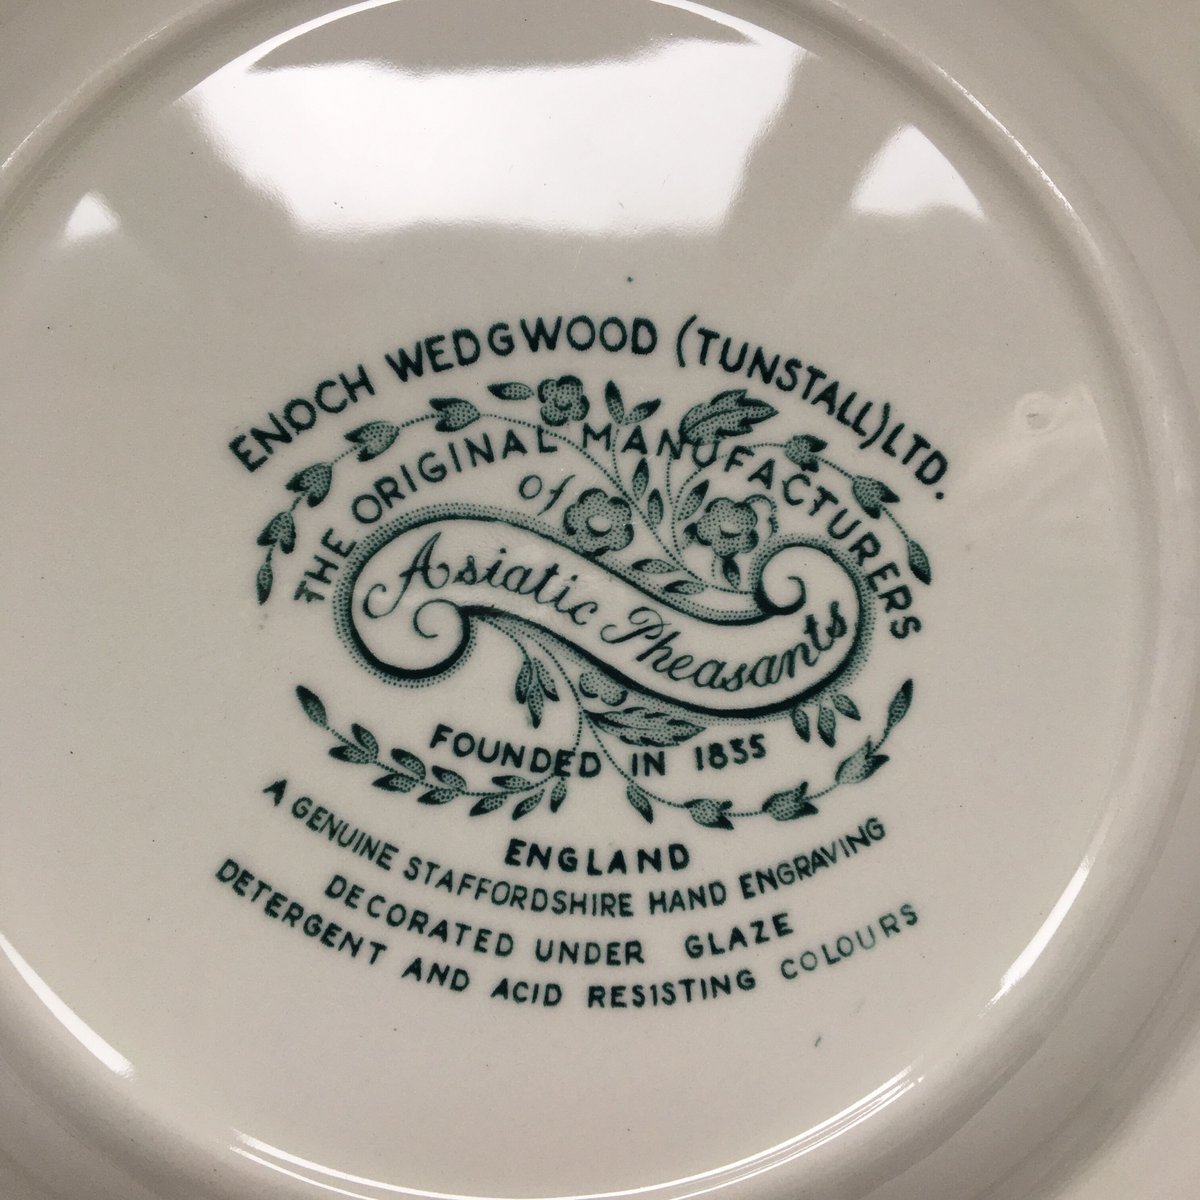 ENOCH WEDGWOOD (TUNSTALL) LTD.
THE ORIGINAL MANUFACTURERS
of
Asiatic Pheasants
FOUNDED IN 1835
ENGLAND
A GENUINE STAFFORDSHIRE HAND ENGRAVING
DECORATED UNDER GLAZE
DETERGENT AND ACID RESISTING COLOURS